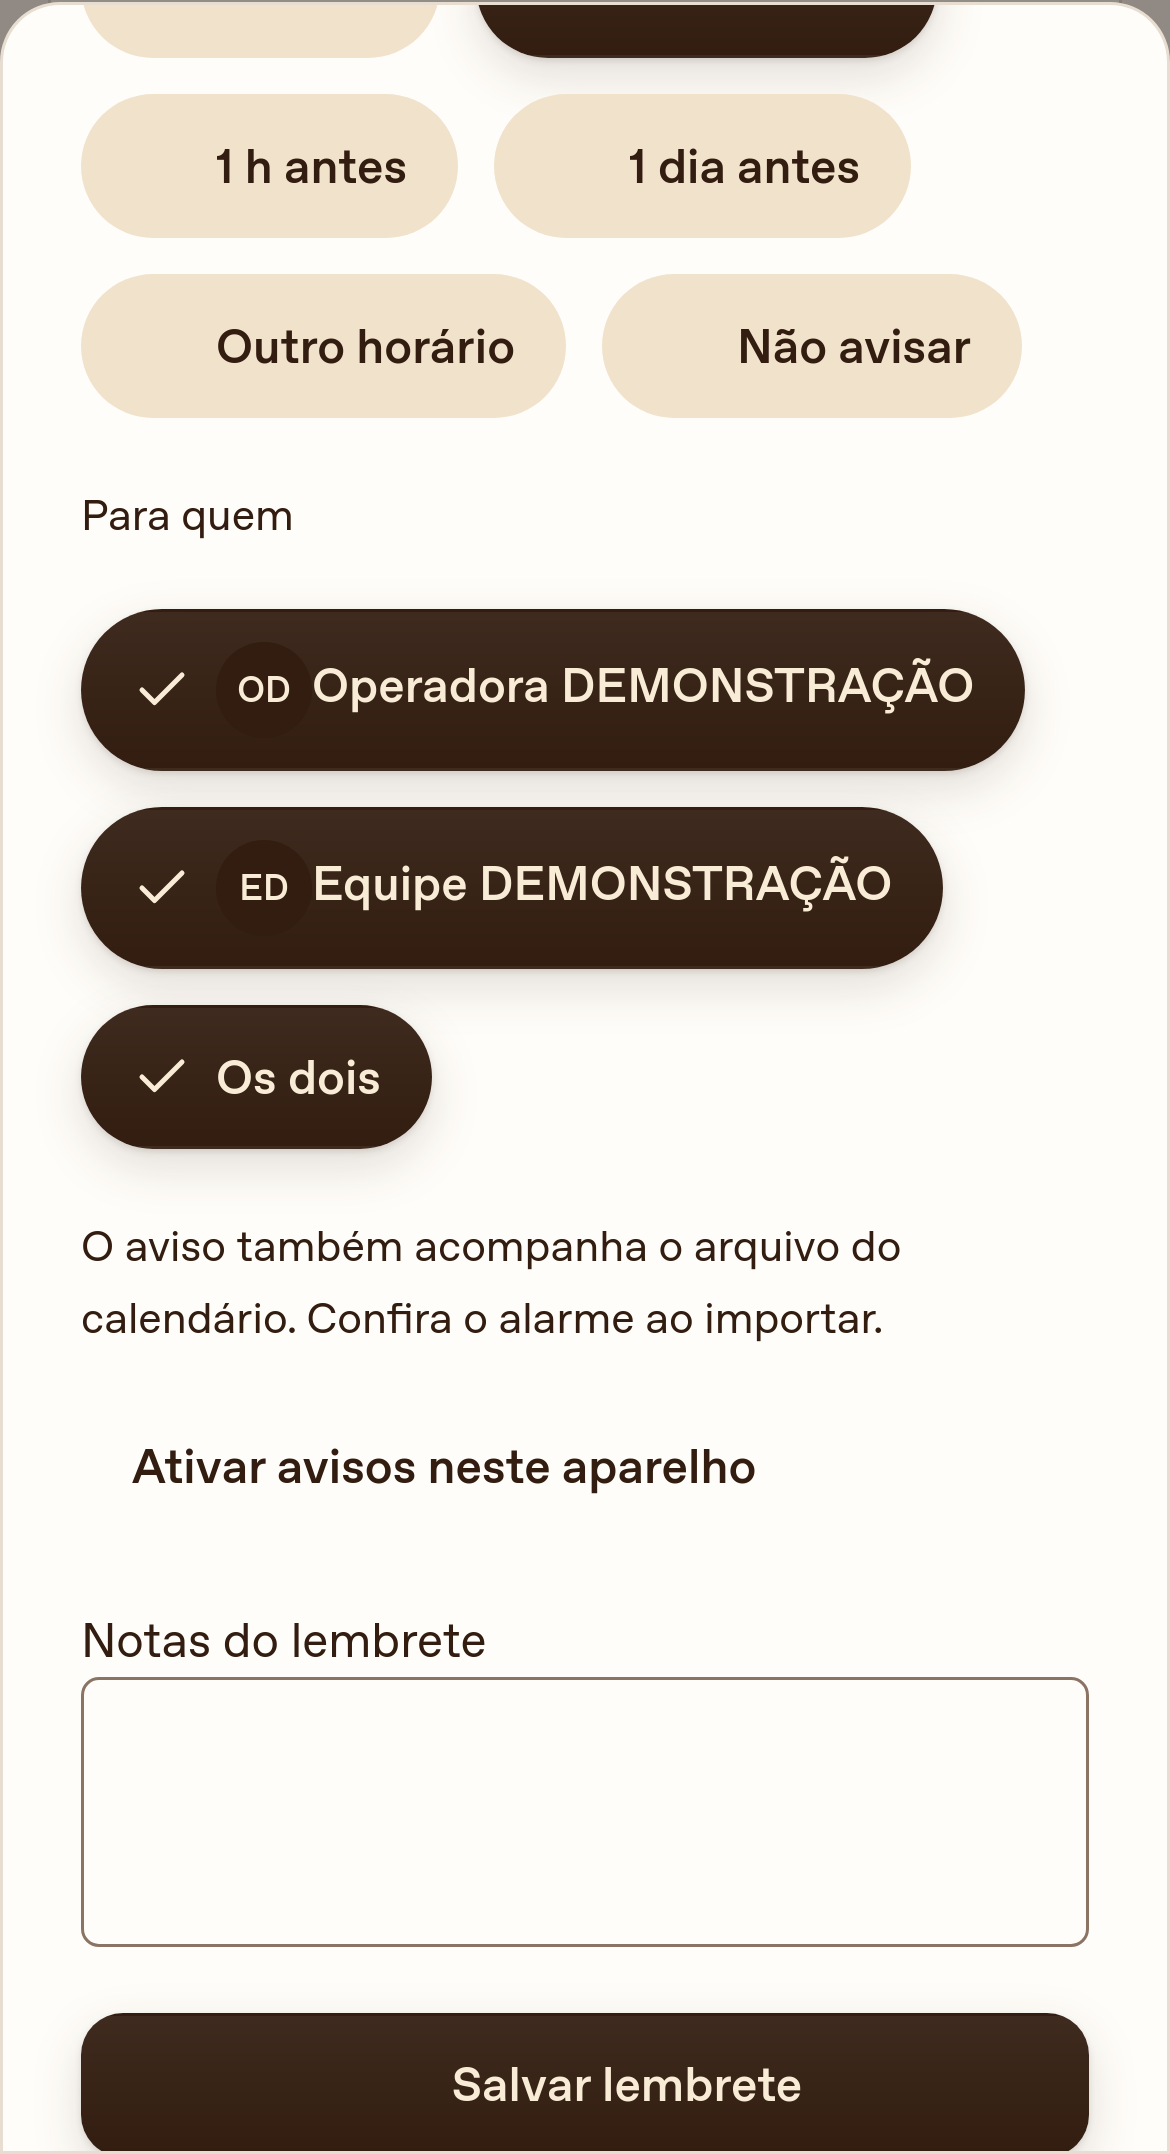 1 h antes
1 dia antes
Outro horário
Não avisar
Para quem
OD Operadora DEMONSTRAÇÃO
ED Equipe DEMONSTRAÇÃO
Os dois
O aviso também acompanha o arquivo do
calendário. Confira o alarme ao importar.
Ativar avisos neste aparelho
Notas do lembrete
Salvar lembrete